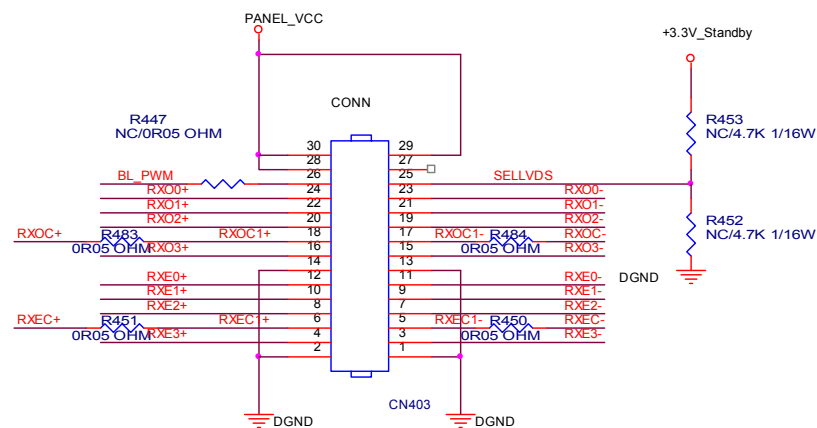 PANEL_VCC
+3.3V_Standby
CONN
R447
NC/0R05 OHM
R453
NC/4.7K 1/16W
30 29
28 27
BL_PWM 26 25 SELLVDS
RXO0+ 24 23 RXO0-
RXO1+ 22 21 RXO1-
RXO2+ 20 19 RXO2-
RXOC+ R483 RXOC1+ 18 17 RXOC1- R484 RXOC-
0R05 OHM RXO3+ 16 15 0R05 OHM RXO3-
14 13
R452
NC/4.7K 1/16W
RXE0+ 12 11 RXE0- DGND
RXE1+ 10 9 RXE1-
RXE2+ 8 7 RXE2-
RXEC+ R451 RXEC1+ 6 5 RXEC1- R450 RXEC-
0R05 OHM RXE3+ 4 3 0R05 OHM RXE3-
2 1
CN403
DGND DGND